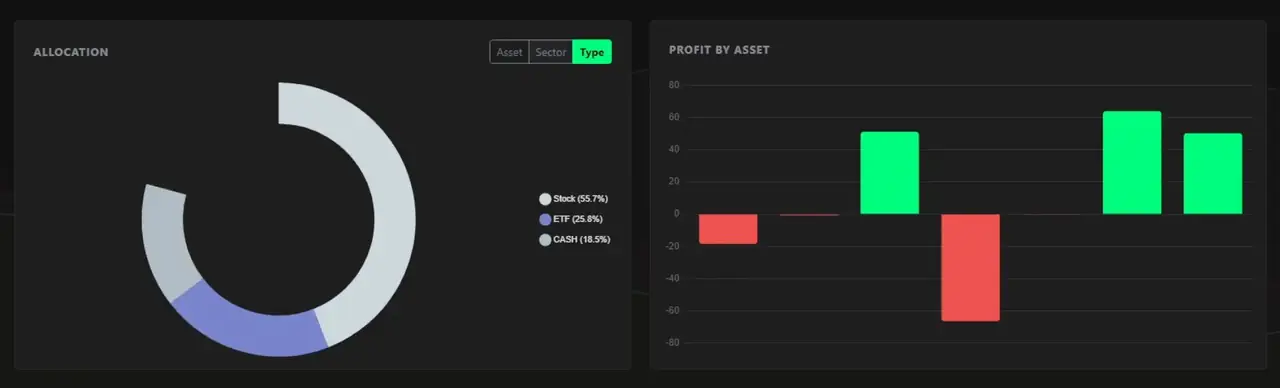 ALLOCATION
Asset Sector Type
Stock (55.7%)
ETF (25.8%)
CASH (18.5%)
PROFIT BY ASSET
80
60
40
20
0
-20
-40
-60
-80